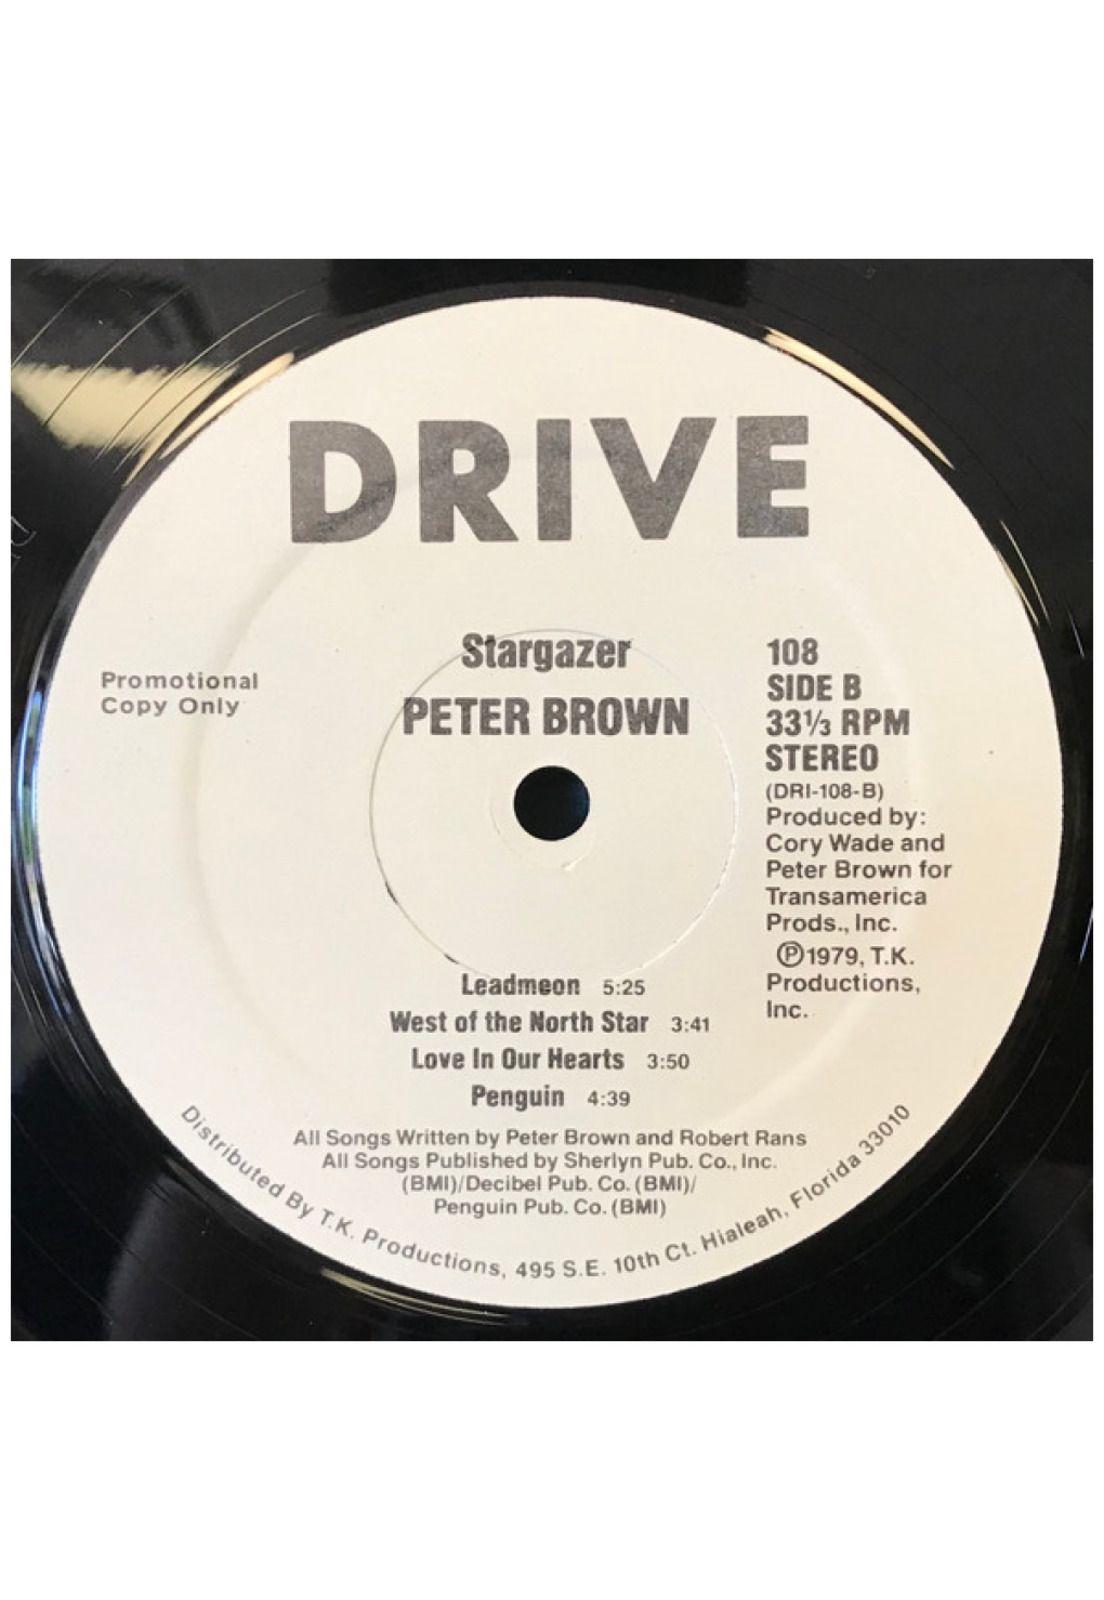 DRIVE
Stargazer
PETER BROWN
Promotional
Copy Only
108
SIDE B
33⅓ RPM
STEREO
(DRI-108-B)
Produced by:
Cory Wade and
Peter Brown for
Transamerica
Prods., Inc.
Ⓟ1979, T.K.
Productions,
Inc.
Leadmeon 5:25
West of the North Star 3:41
Love In Our Hearts 3:50
Penguin 4:39
All Songs Written by Peter Brown and Robert Rans
All Songs Published by Sherlyn Pub. Co., Inc.
(BMI)/Decibel Pub. Co. (BMI)/
Penguin Pub. Co. (BMI)
Distributed By T.K. Productions, 495 S.E. 10th Ct. Hialeah, Florida 33010